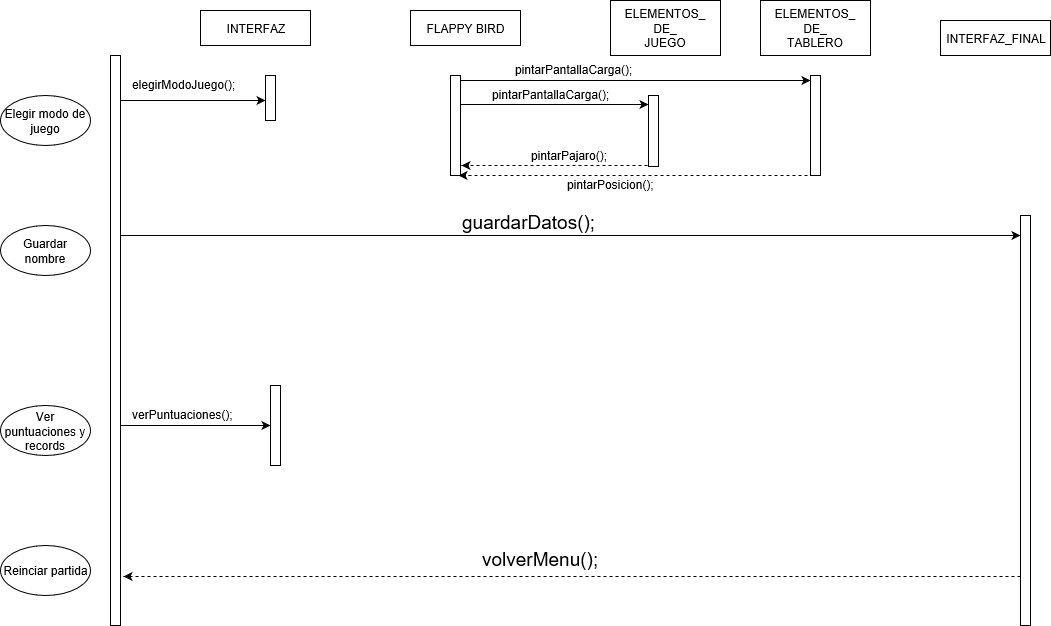 INTERFAZ
FLAPPY BIRD
ELEMENTOS_
DE_
JUEGO
ELEMENTOS_
DE_
TABLERO
INTERFAZ_FINAL
elegirModoJuego();
pintarPantallaCarga();
pintarPantallaCarga();
Elegir modo de
juego
pintarPajaro();
pintarPosicion();
guardarDatos();
Guardar
nombre
verPuntuaciones();
Ver
puntuaciones y
records
volverMenu();
Reinciar partida